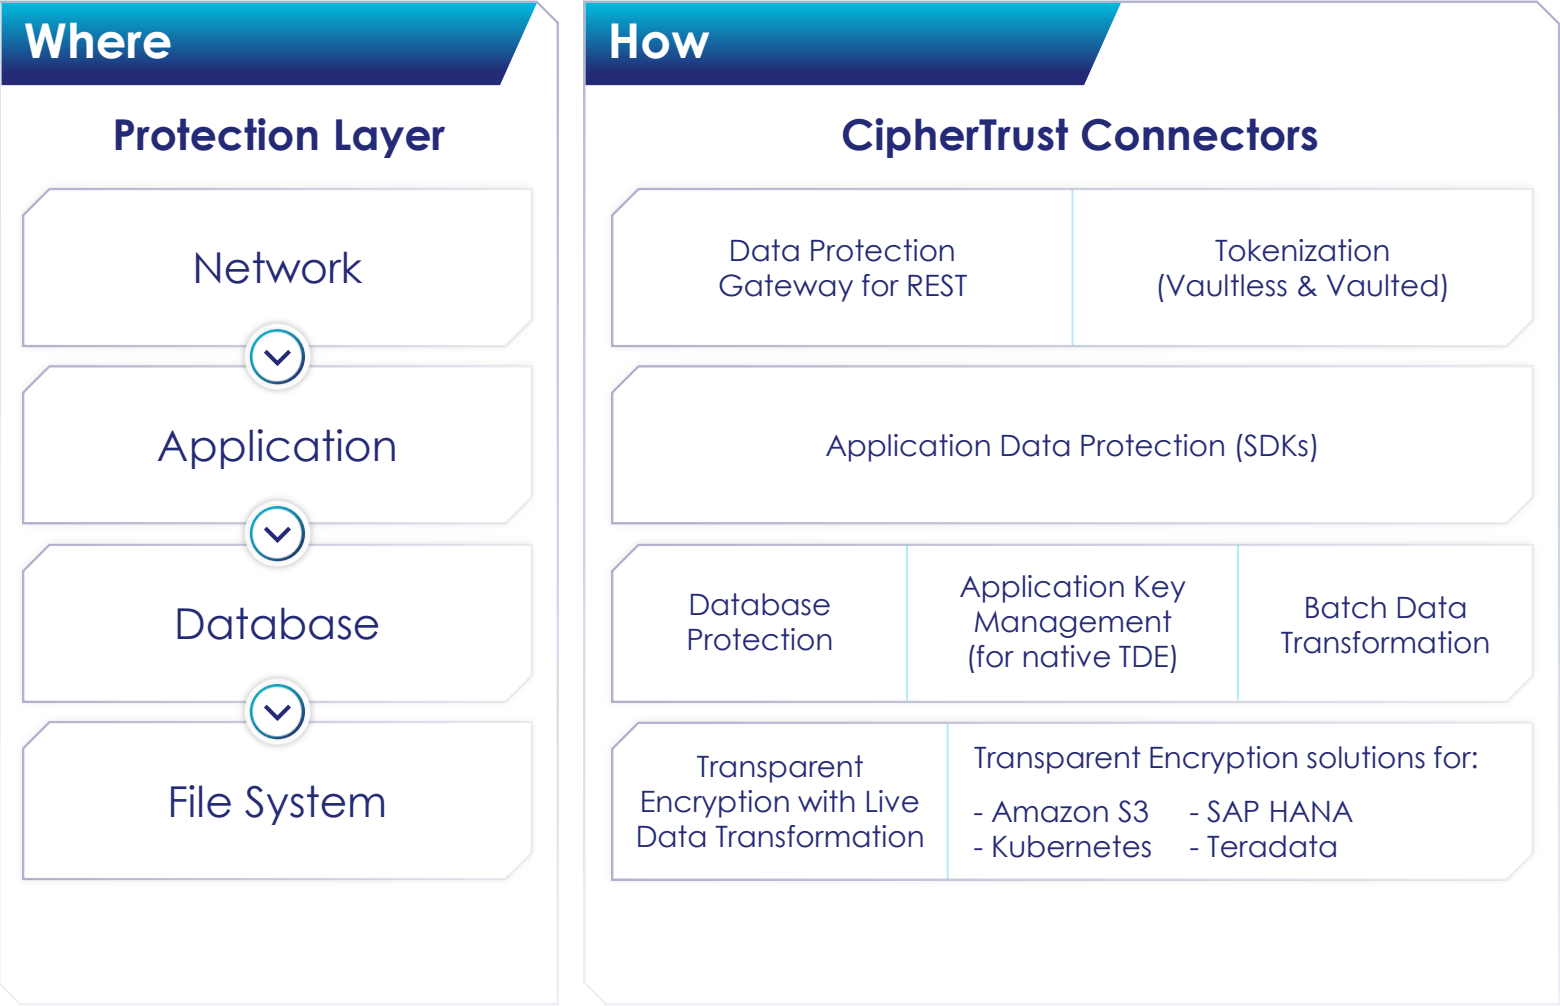 Where
Protection Layer
Network
Application
Database
File System
How
CipherTrust Connectors
Data Protection
Gateway for REST
Tokenization
(Vaultless & Vaulted)
Application Data Protection (SDKs)
Database
Protection
Application Key
Management
(for native TDE)
Batch Data
Transformation
Transparent
Encryption with Live
Data Transformation
Transparent Encryption solutions for:
- Amazon S3
- Kubernetes
- SAP HANA
- Teradata